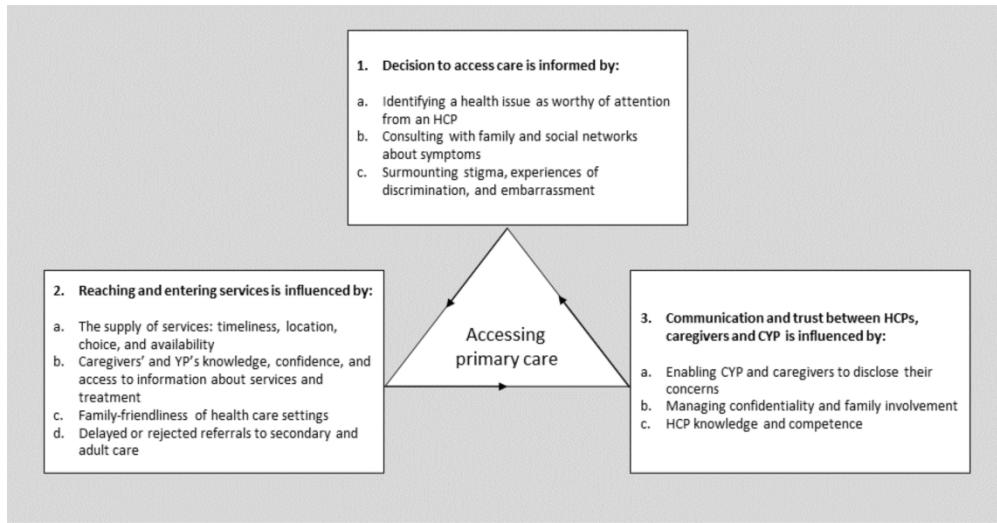 1. Decision to access care is informed by:
a. Identifying a health issue as worthy of attention
from an HCP
b. Consulting with family and social networks
about symptoms
c. Surmounting stigma, experiences of
discrimination, and embarrassment
2. Reaching and entering services is influenced by:
a. The supply of services: timeliness, location,
choice, and availability
b. Caregivers’ and YP’s knowledge, confidence, and
access to information about services and
treatment
c. Family-friendliness of health care settings
d. Delayed or rejected referrals to secondary and
adult care
Accessing
primary care
3. Communication and trust between HCPs,
caregivers and CYP is influenced by:
a. Enabling CYP and caregivers to disclose their
concerns
b. Managing confidentiality and family involvement
c. HCP knowledge and competence